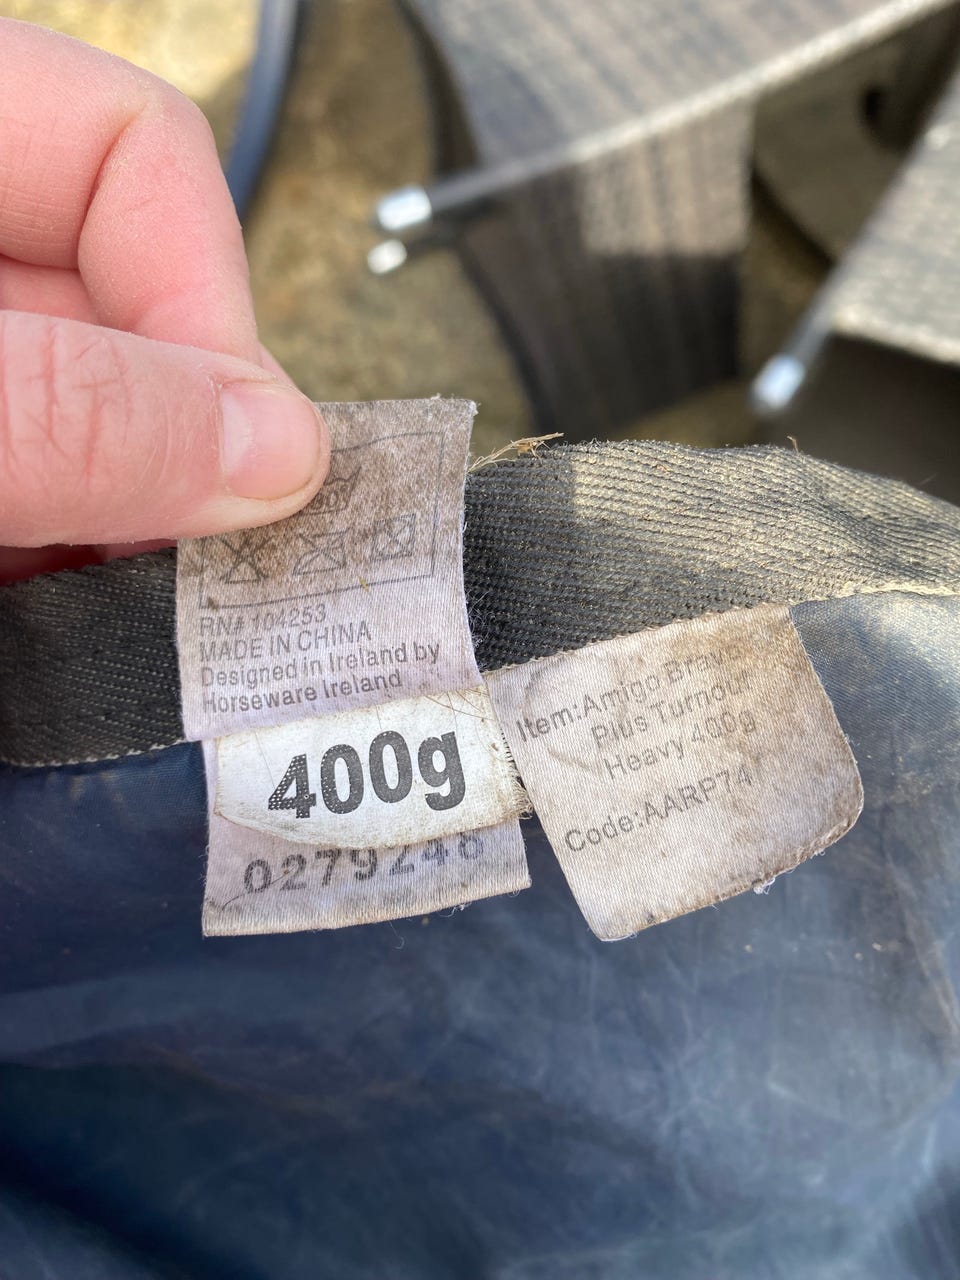 RN# 104253
MADE IN CHINA
Designed in Ireland by
Horseware Ireland
400g
0279248
Item:Amigo Bravo
Plus Turnout
Heavy 400g
Code:AARP74